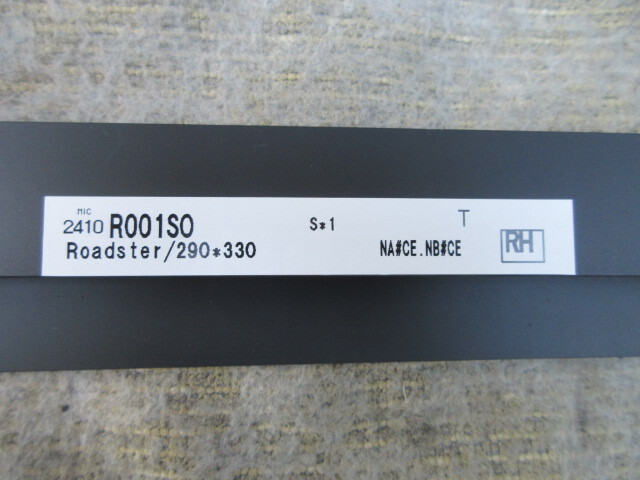 MIC
2410 R001SO S*1 T
Roadster/290*330 NA#CE.NB#CE RH